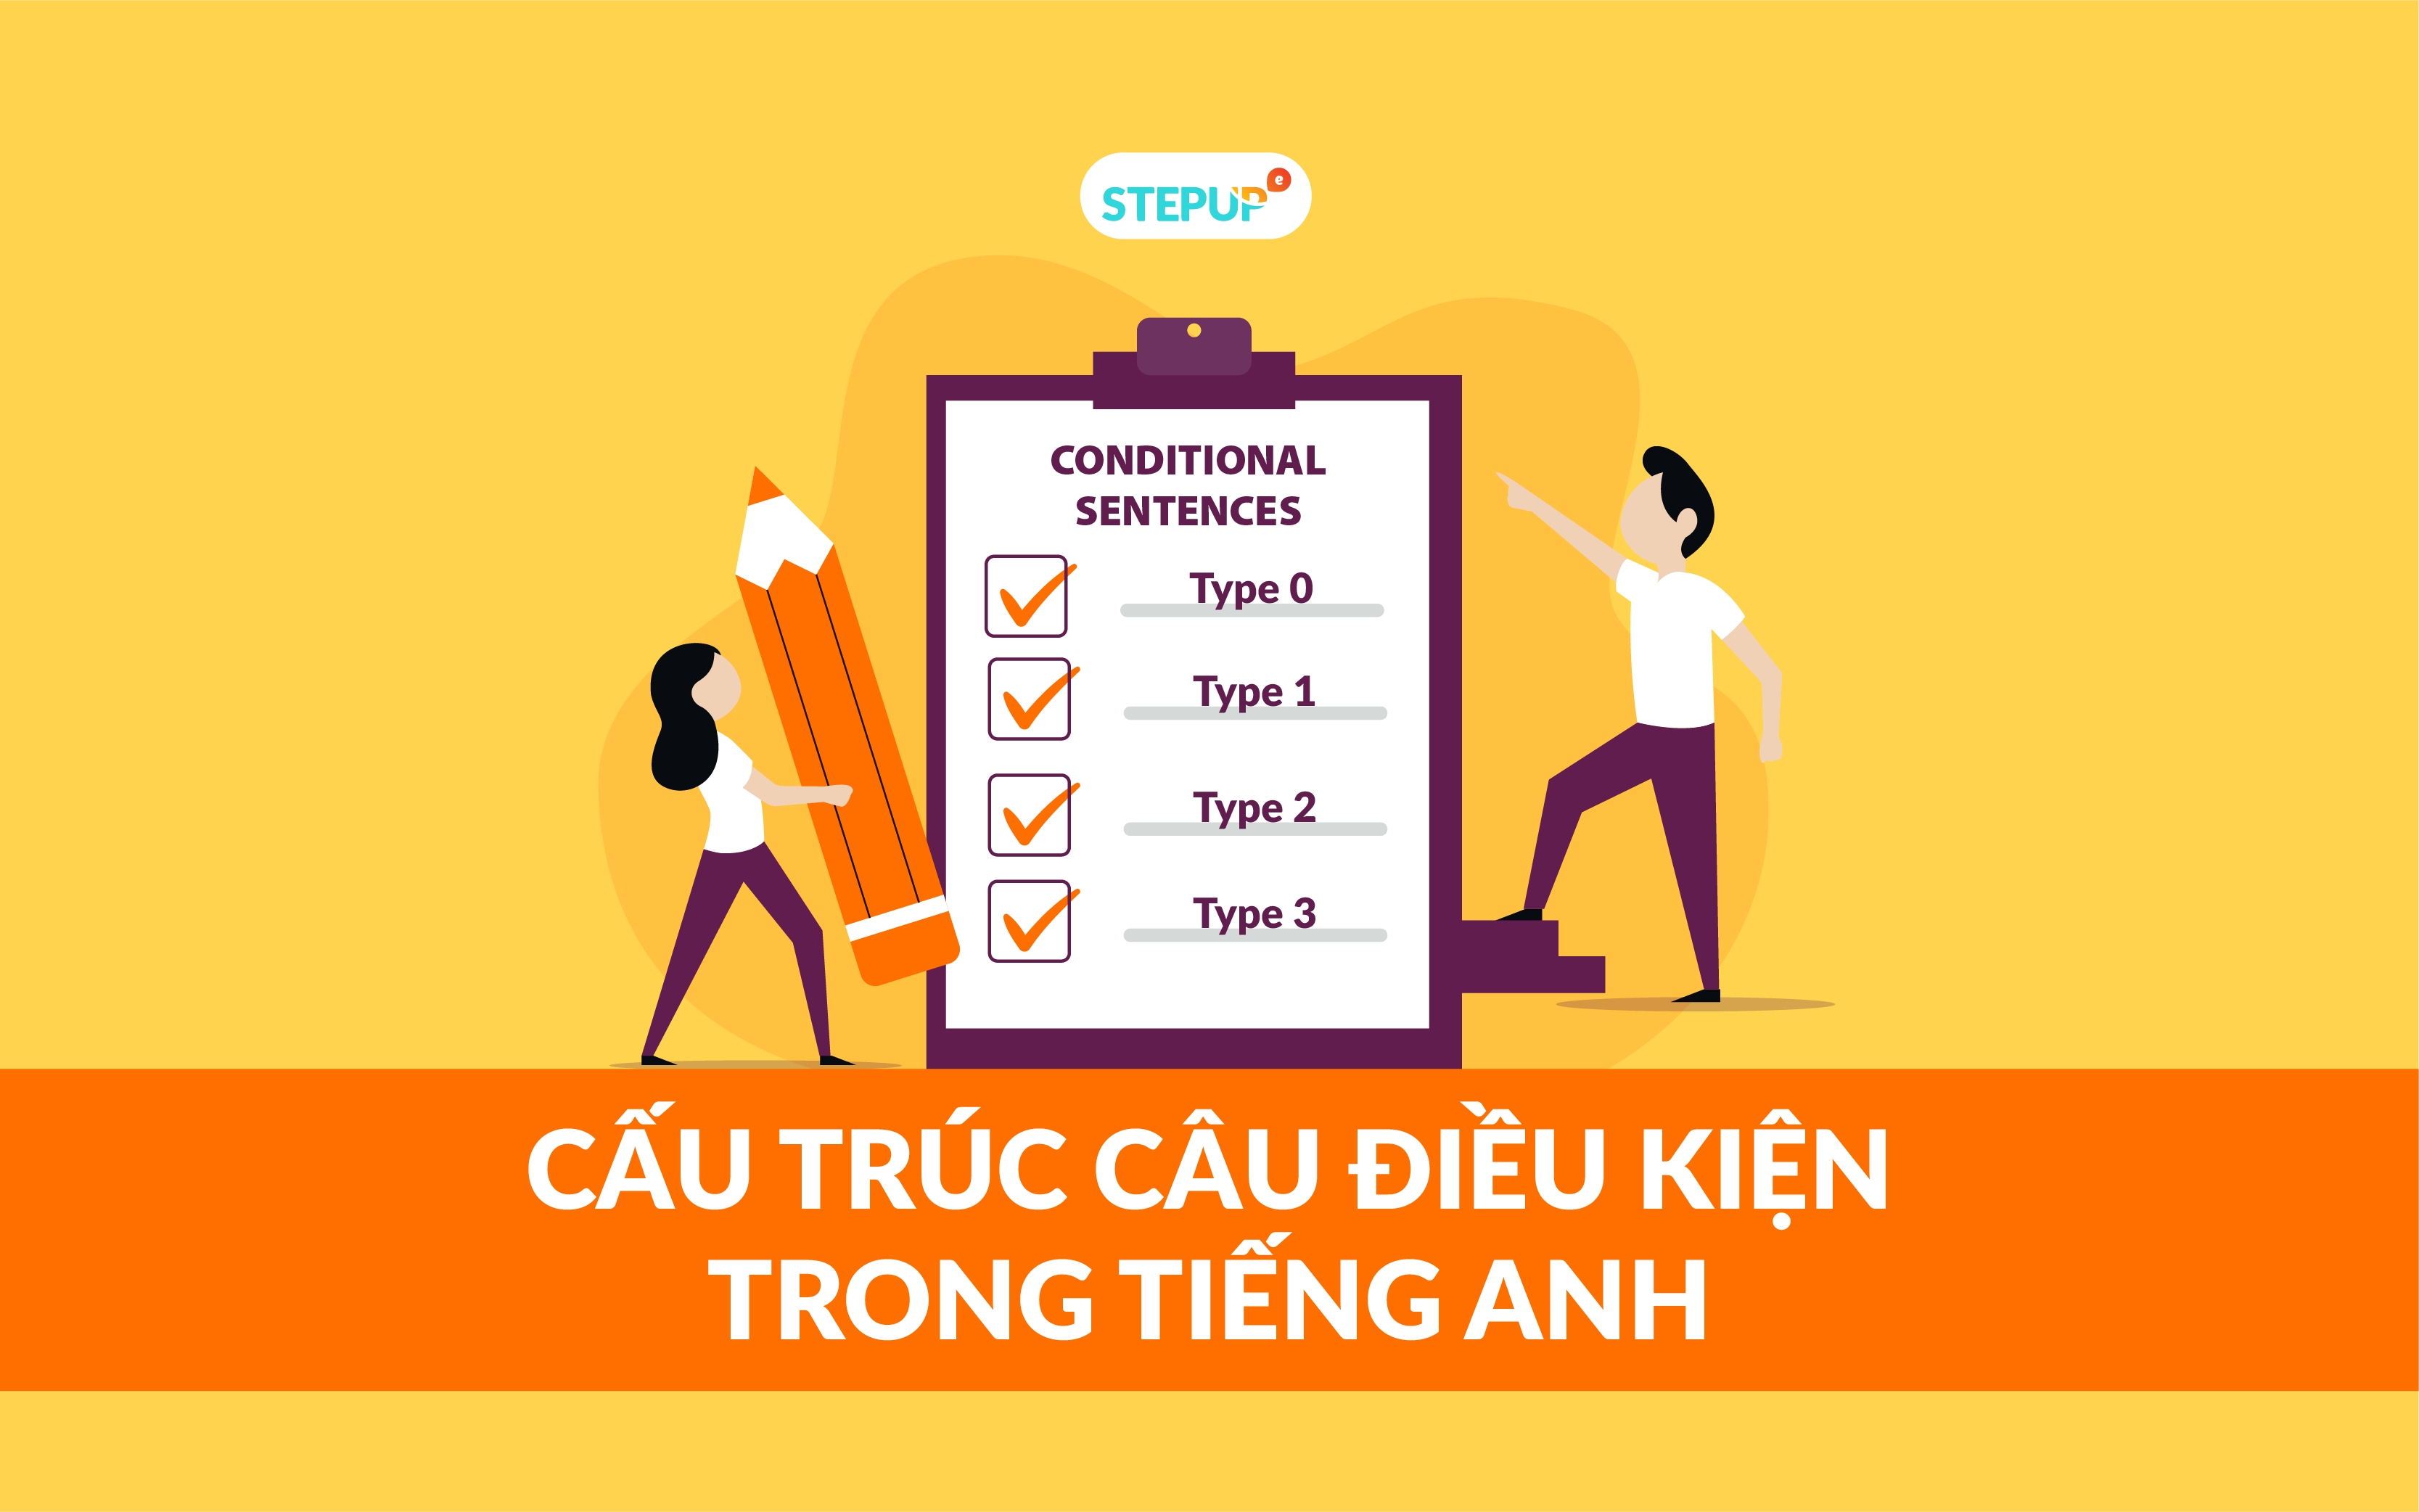 STEPUP e
CONDITIONAL
SENTENCES
Type 0
Type 1
Type 2
Type 3
CẤU TRÚC CÂU ĐIỀU KIỆN
TRONG TIẾNG ANH